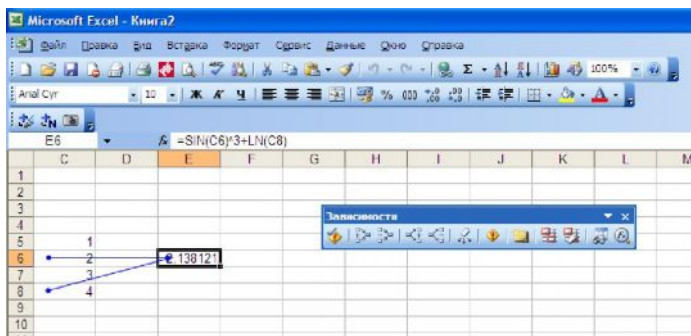 Microsoft Excel - Книга2
Файл Правка Вид Вставка Формат Сервис Данные Окно Справка
100%
Arial Cyr 10 Ж К Ч
E6 fx =SIN(C6)^3+LN(C8)
C D E F G H I J K L M
1
2
3
Зависимости
4
5 1
6 2 2.138121
7 3
8 4
9
10